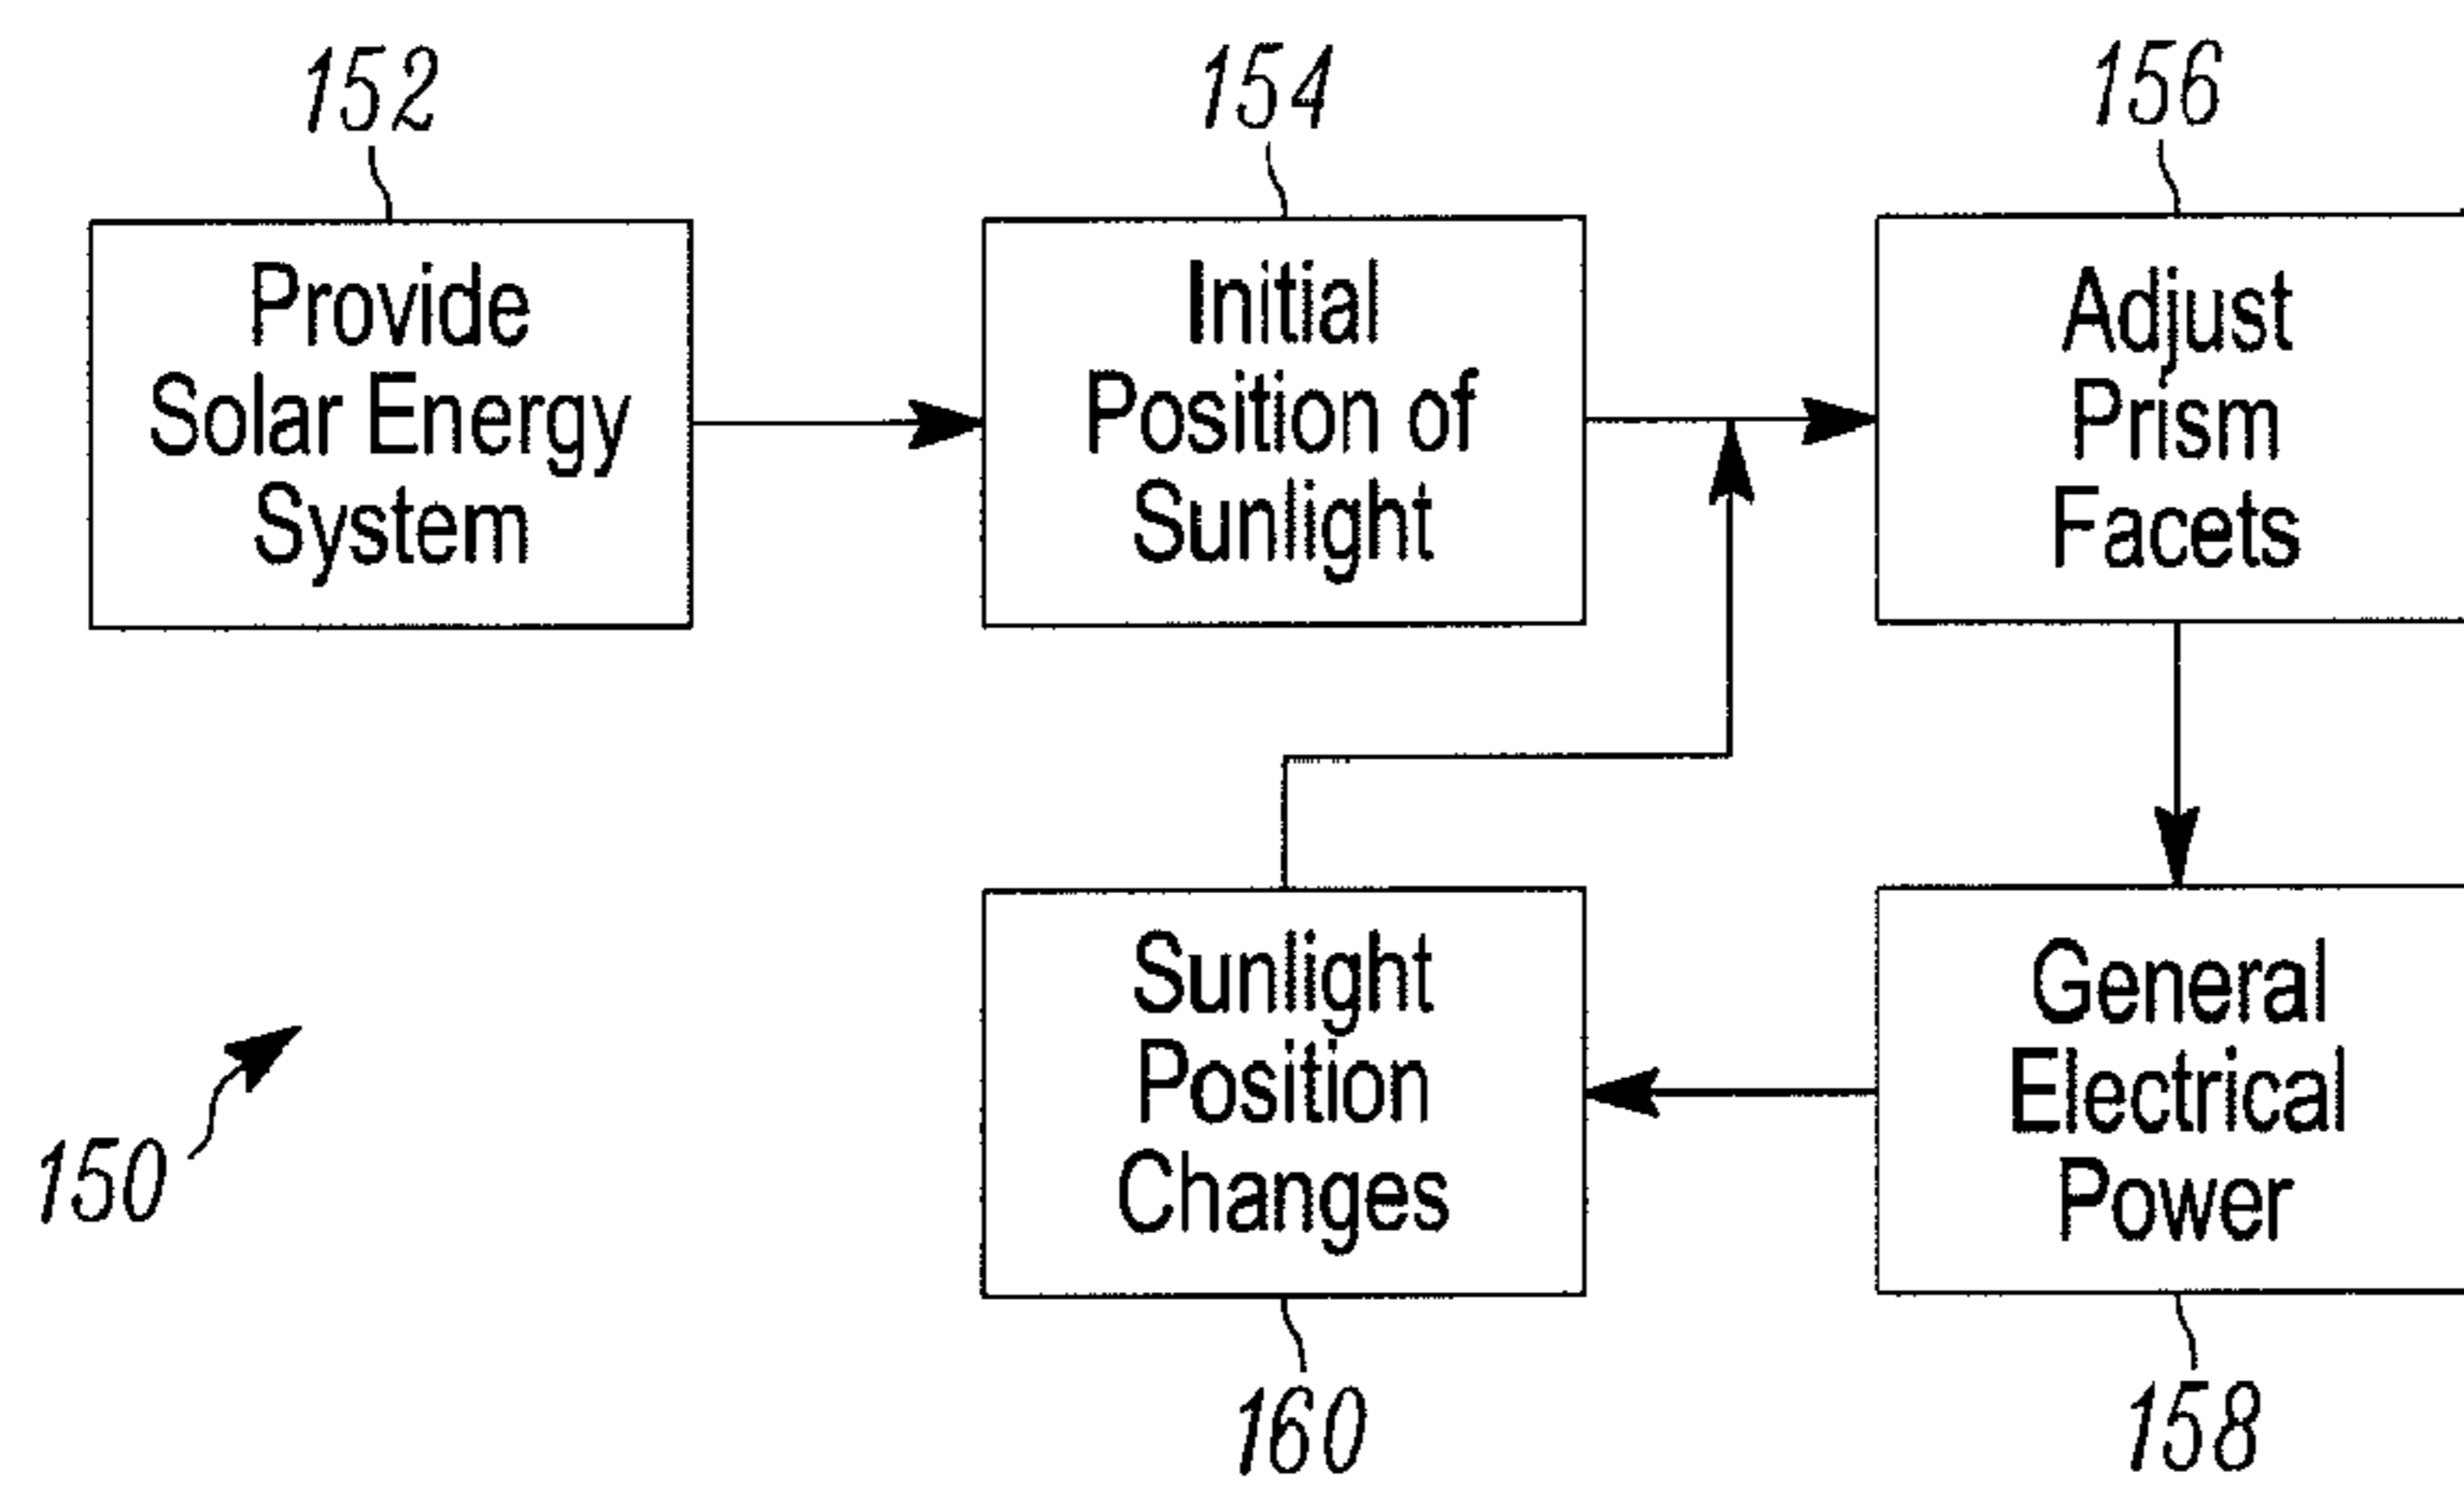 152
154
156
Provide
Solar Energy
System
Initial
Position of
Sunlight
Adjust
Prism
Facets
Sunlight
Position
Changes
General
Electrical
Power
150
160
158